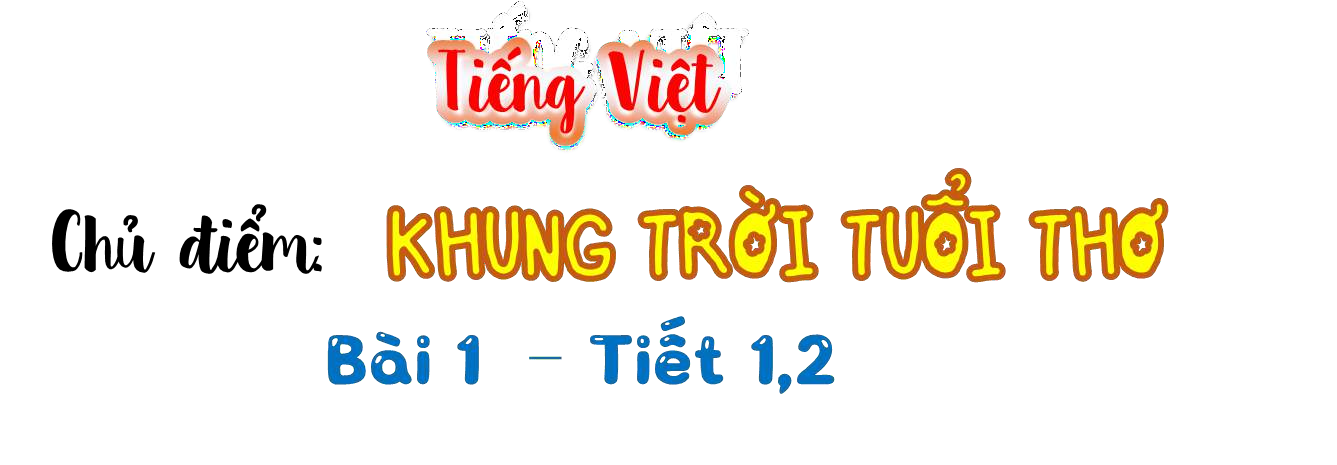 Tiếng Việt
Chủ điểm: KHUNG TRỜI TUỔI THƠ
Bài 1 – Tiết 1,2